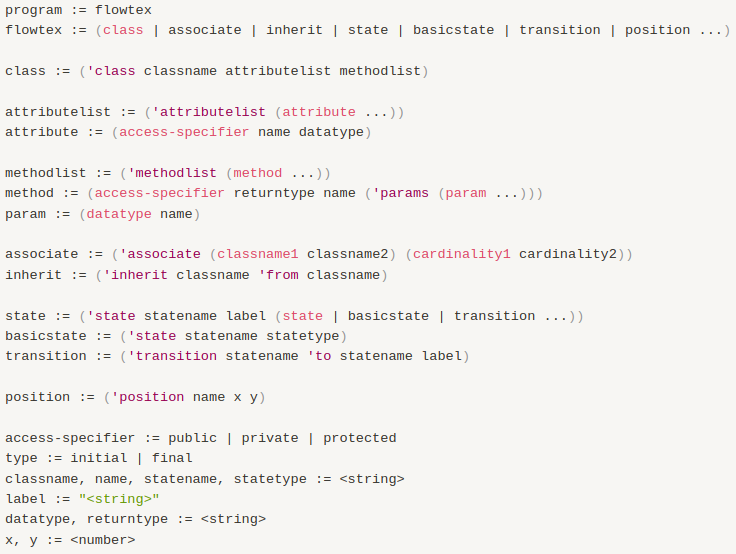 program := flowtex
flowtex := (class | associate | inherit | state | basicstate | transition | position ...)
class := ('class classname attributelist methodlist)
attributelist := ('attributelist (attribute ...))
attribute := (access-specifier name datatype)
methodlist := ('methodlist (method ...))
method := (access-specifier returntype name ('params (param ...)))
param := (datatype name)
associate := ('associate (classname1 classname2) (cardinality1 cardinality2))
inherit := ('inherit classname 'from classname)
state := ('state statename label (state | basicstate | transition ...))
basicstate := ('state statename statetype)
transition := ('transition statename 'to statename label)
position := ('position name x y)
access-specifier := public | private | protected
type := initial | final
classname, name, statename, statetype := <string>
label := "<string>"
datatype, returntype := <string>
x, y := <number>